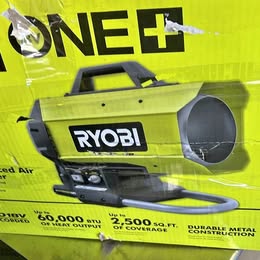 ONE+
ced Air
RYOBI
Up to
60,000 BTU
OF HEAT OUTPUT
Up to
2,500 SQ. FT.
OF COVERAGE
DURABLE METAL
CONSTRUCTION